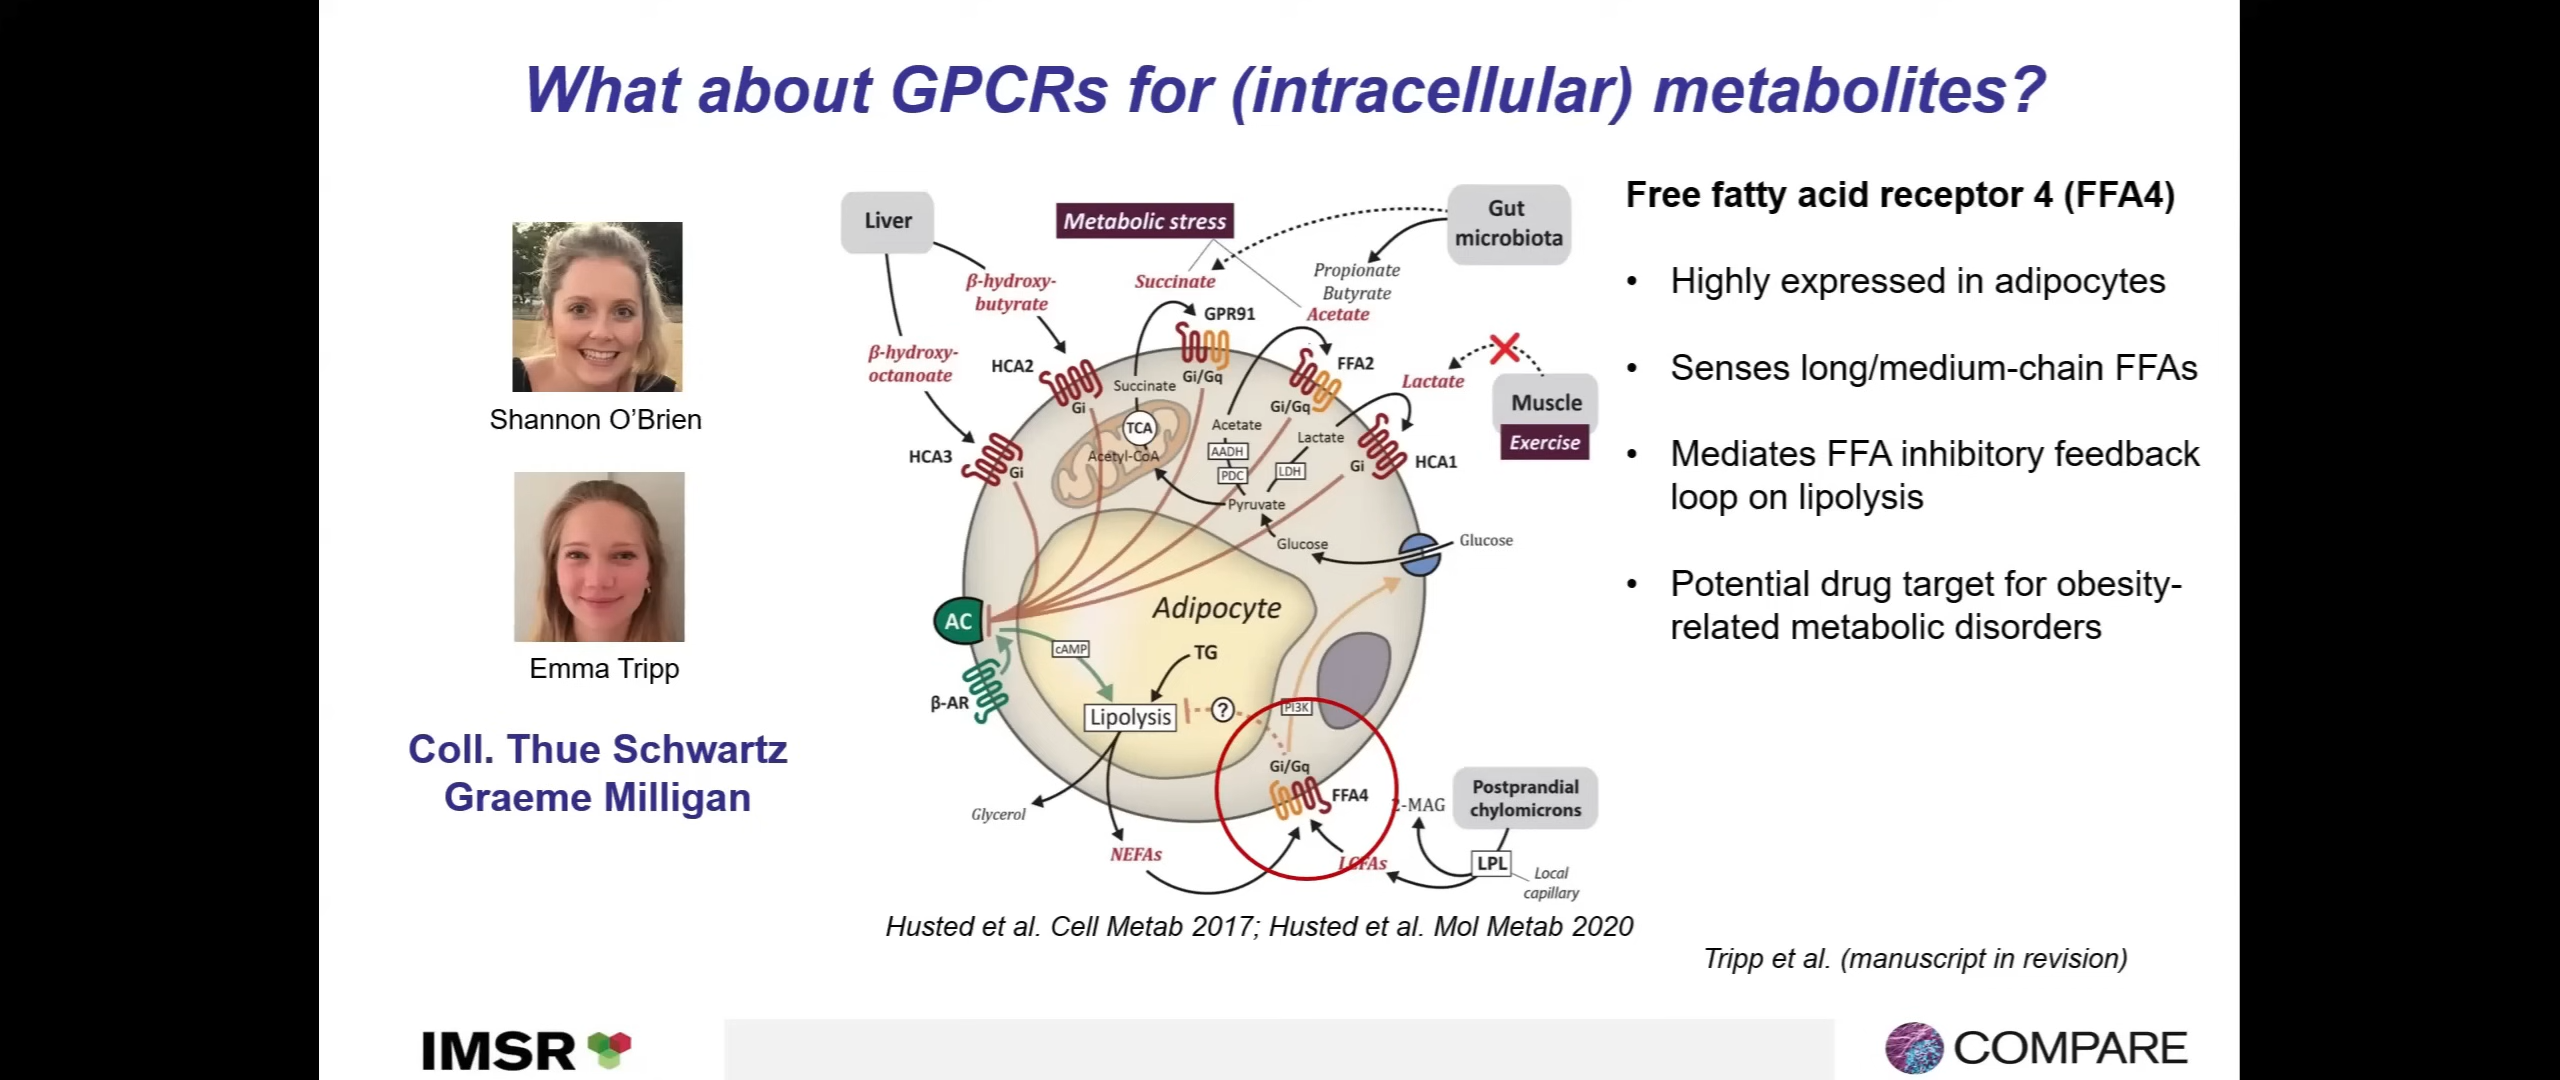 What about GPCRs for (intracellular) metabolites?
Shannon O’Brien
Emma Tripp
Coll. Thue Schwartz
Graeme Milligan
Liver
Metabolic stress
Gut
microbiota
β-hydroxy-
butyrate
Succinate
Propionate
Butyrate
Acetate
β-hydroxy-
octanoate
HCA2
Gi
GPR91
Gi/Gq
FFA2
Gi/Gq
Lactate
Muscle
Exercise
HCA3
Gi
Succinate
TCA
Acetyl-CoA
Acetate
AADH
PDC
Lactate
LDH
Pyruvate
Gi
HCA1
Glucose
Glucose
AC
Adipocyte
cAMP
TG
β-AR
Lipolysis
?
PI3K
Gi/Gq
FFA4
Glycerol
NEFAs
2-MAG
LCFAs
Postprandial
chylomicrons
LPL
Local
capillary
Husted et al. Cell Metab 2017; Husted et al. Mol Metab 2020
Free fatty acid receptor 4 (FFA4)
• Highly expressed in adipocytes
• Senses long/medium-chain FFAs
• Mediates FFA inhibitory feedback
loop on lipolysis
• Potential drug target for obesity-
related metabolic disorders
Tripp et al. (manuscript in revision)
IMSR
COMPARE